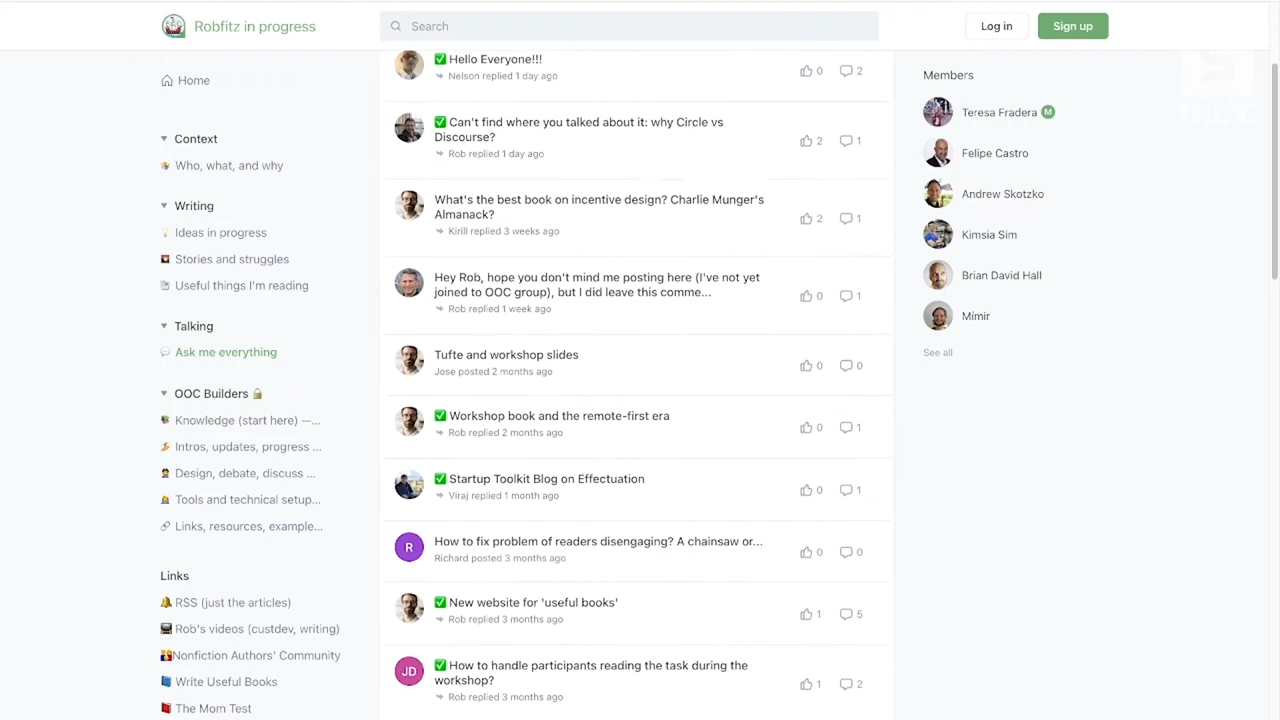 Robfitz in progress
Search
Log in
Sign up
Home
Context
Who, what, and why
Writing
Ideas in progress
Stories and struggles
Useful things I'm reading
Talking
Ask me everything
OOC Builders
Knowledge (start here) —...
Intros, updates, progress ...
Design, debate, discuss ...
Tools and technical setup...
Links, resources, example...
Links
RSS (just the articles)
Rob's videos (custdev, writing)
Nonfiction Authors' Community
Write Useful Books
The Mom Test
Hello Everyone!!!
Nelson replied 1 day ago
0 2
Can't find where you talked about it: why Circle vs
Discourse?
Rob replied 1 day ago
2 1
What's the best book on incentive design? Charlie Munger's
Almanack?
Kirill replied 3 weeks ago
2 1
Hey Rob, hope you don't mind me posting here (I've not yet
joined to OOC group), but I did leave this comme...
Rob replied 1 week ago
0 1
Tufte and workshop slides
Jose posted 2 months ago
0 0
Workshop book and the remote-first era
Rob replied 2 months ago
0 1
Startup Toolkit Blog on Effectuation
Viraj replied 1 month ago
0 1
R
How to fix problem of readers disengaging? A chainsaw or...
Richard posted 3 months ago
0 0
New website for 'useful books'
Rob replied 3 months ago
1 5
JD
How to handle participants reading the task during the
workshop?
Rob replied 3 months ago
1 2
Members
Teresa Fradera M
Felipe Castro
Andrew Skotzko
Kimsia Sim
Brian David Hall
Mímir
See all